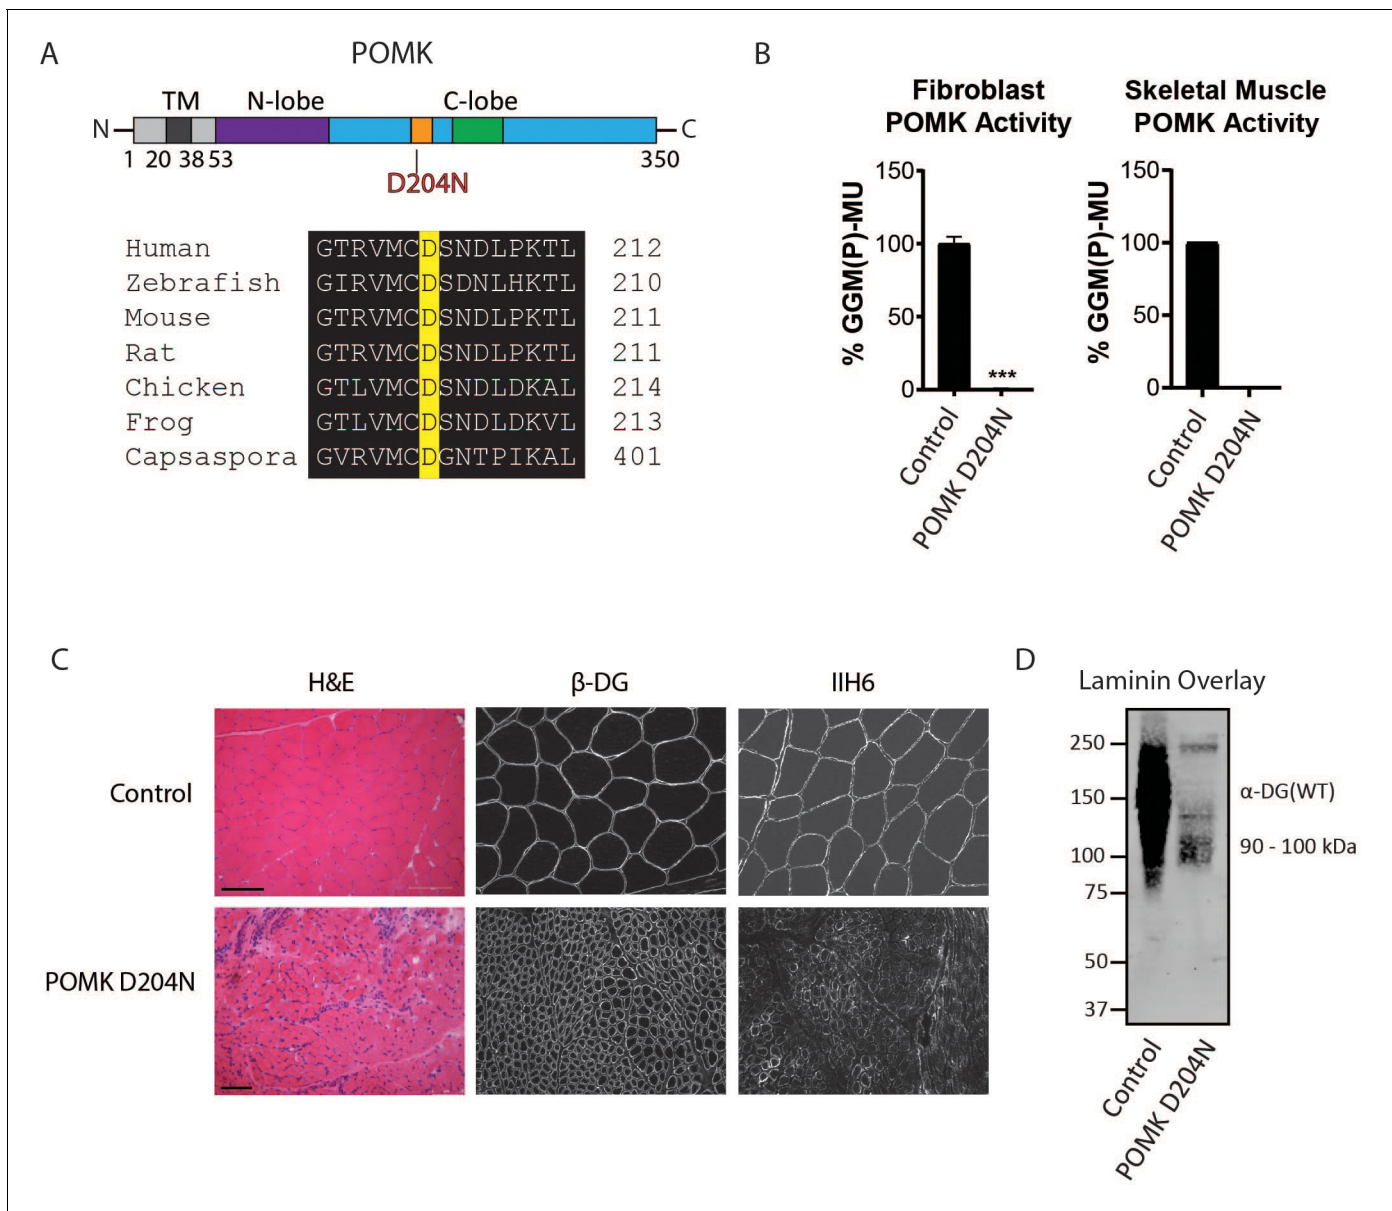 A
POMK
TM N-lobe C-lobe
N C
1 20 38 53 350
D204N
Human GTRVMCDSNDLPKTL 212
Zebrafish GIRVMCDSDNLHKTL 210
Mouse GTRVMCDSNDLPKTL 211
Rat GTRVMCDSNDLPKTL 211
Chicken GTLVMCDSNDLDKAL 214
Frog GTLVMCDSNDLDKVL 213
Capsaspora GVRVMCDGNTPIKAL 401
B
Fibroblast
POMK Activity
% GGM(P)-MU
150
100
50
0
***
Control
POMK D204N
Skeletal Muscle
POMK Activity
% GGM(P)-MU
150
100
50
0
Control
POMK D204N
C
H&E β-DG IIH6
Control
POMK D204N
D
Laminin Overlay
250
150
100
75
50
37
α-DG(WT)
90 - 100 kDa
Control
POMK D204N